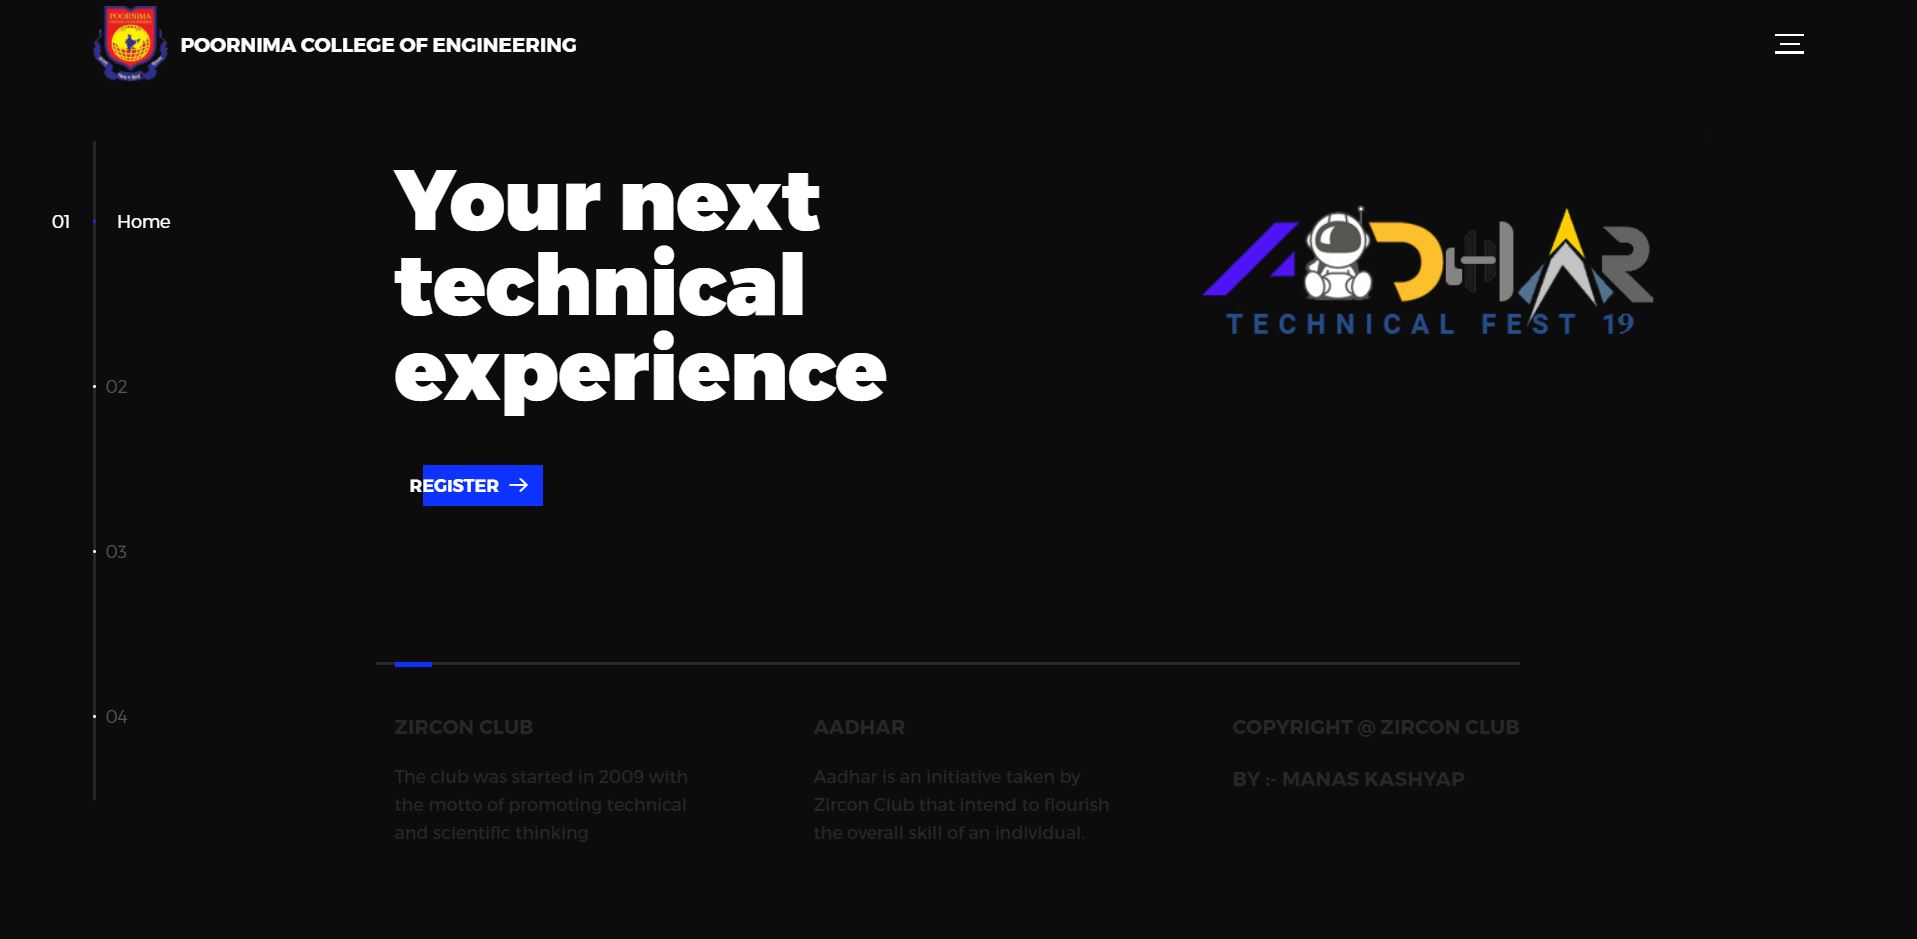 POORNIMA
POORNIMA COLLEGE OF ENGINEERING
01 Home
02
03
04
Your next
technical
experience
REGISTER →
AADHAR
TECHNICAL FEST 19
ZIRCON CLUB
The club was started in 2009 with
the motto of promoting technical
and scientific thinking
AADHAR
Aadhar is an initiative taken by
Zircon Club that intend to flourish
the overall skill of an individual.
COPYRIGHT @ ZIRCON CLUB
BY :- MANAS KASHYAP